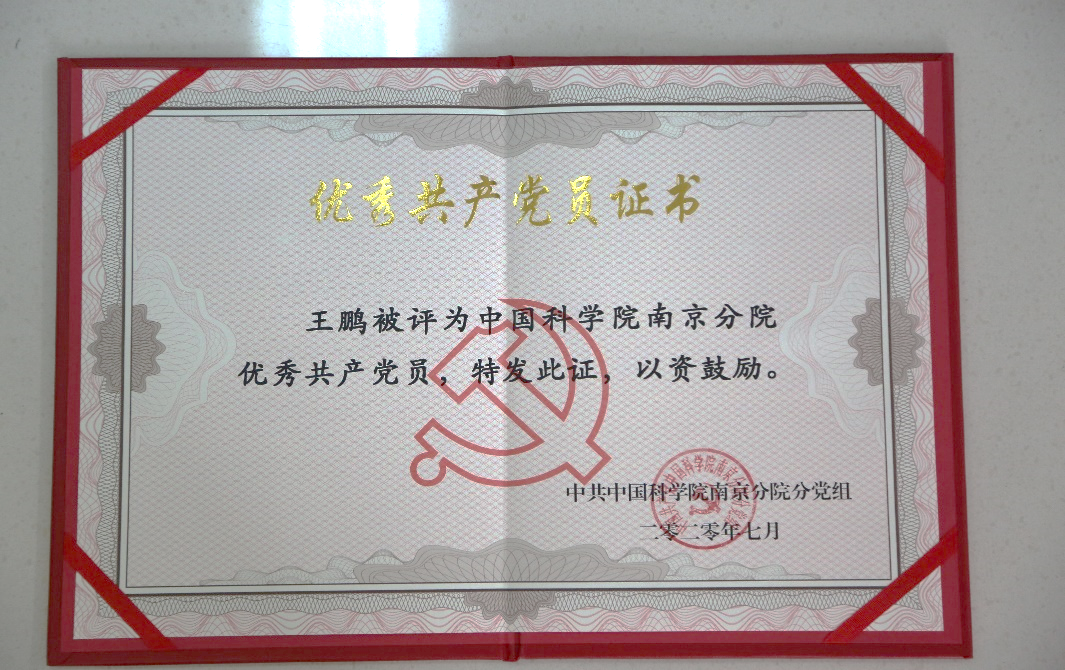 优秀共产党员证书
王鹏被评为中国科学院南京分院
优秀共产党员，特发此证，以资鼓励。
中共中国科学院南京分院分党组
二零二零年七月